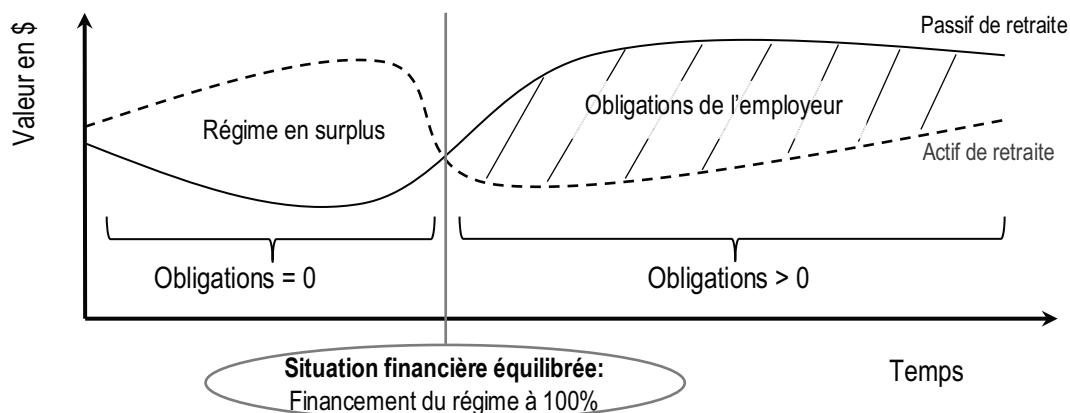 Valeur en $
Passif de retraite
Régime en surplus
Obligations de l'employeur
Actif de retraite
Obligations = 0
Obligations > 0
Situation financière équilibrée:
Financement du régime à 100%
Temps